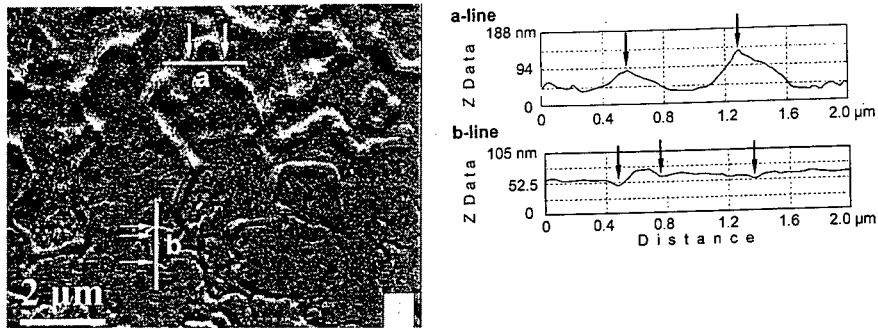 a
b
2 μm
a-line
188 nm
94
0
Z Data
0 0.4 0.8 1.2 1.6 2.0 μm
b-line
105 nm
52.5
0
Z Data
0 0.4 0.8 1.2 1.6 2.0 μm
Distance